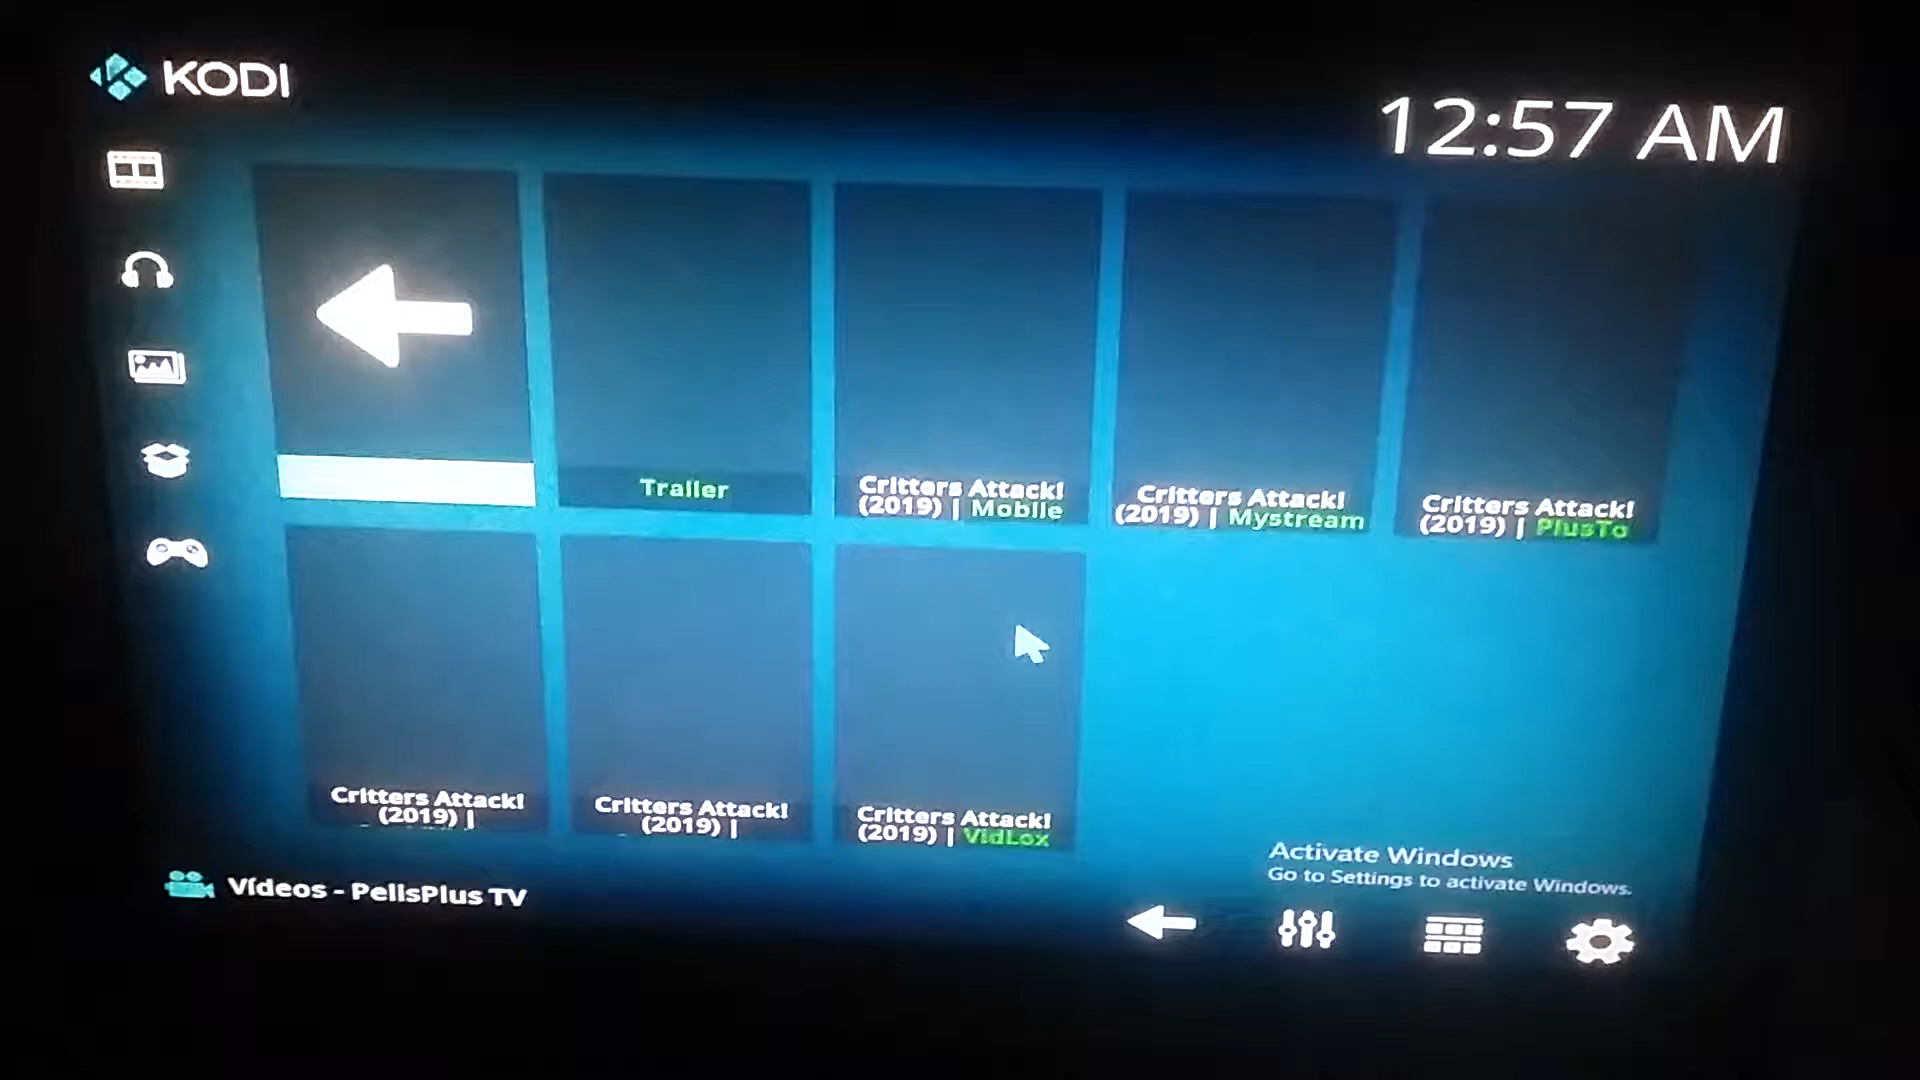 KODI
12:57 AM
Trailer
Critters Attack!
(2019) | Mobile
Critters Attack!
(2019) | Mystream
Critters Attack!
(2019) | PlusTo
Critters Attack!
(2019) |
Critters Attack!
(2019) |
Critters Attack!
(2019) | VidLox
Activate Windows
Go to Settings to activate Windows.
Vídeos - PelisPlus TV